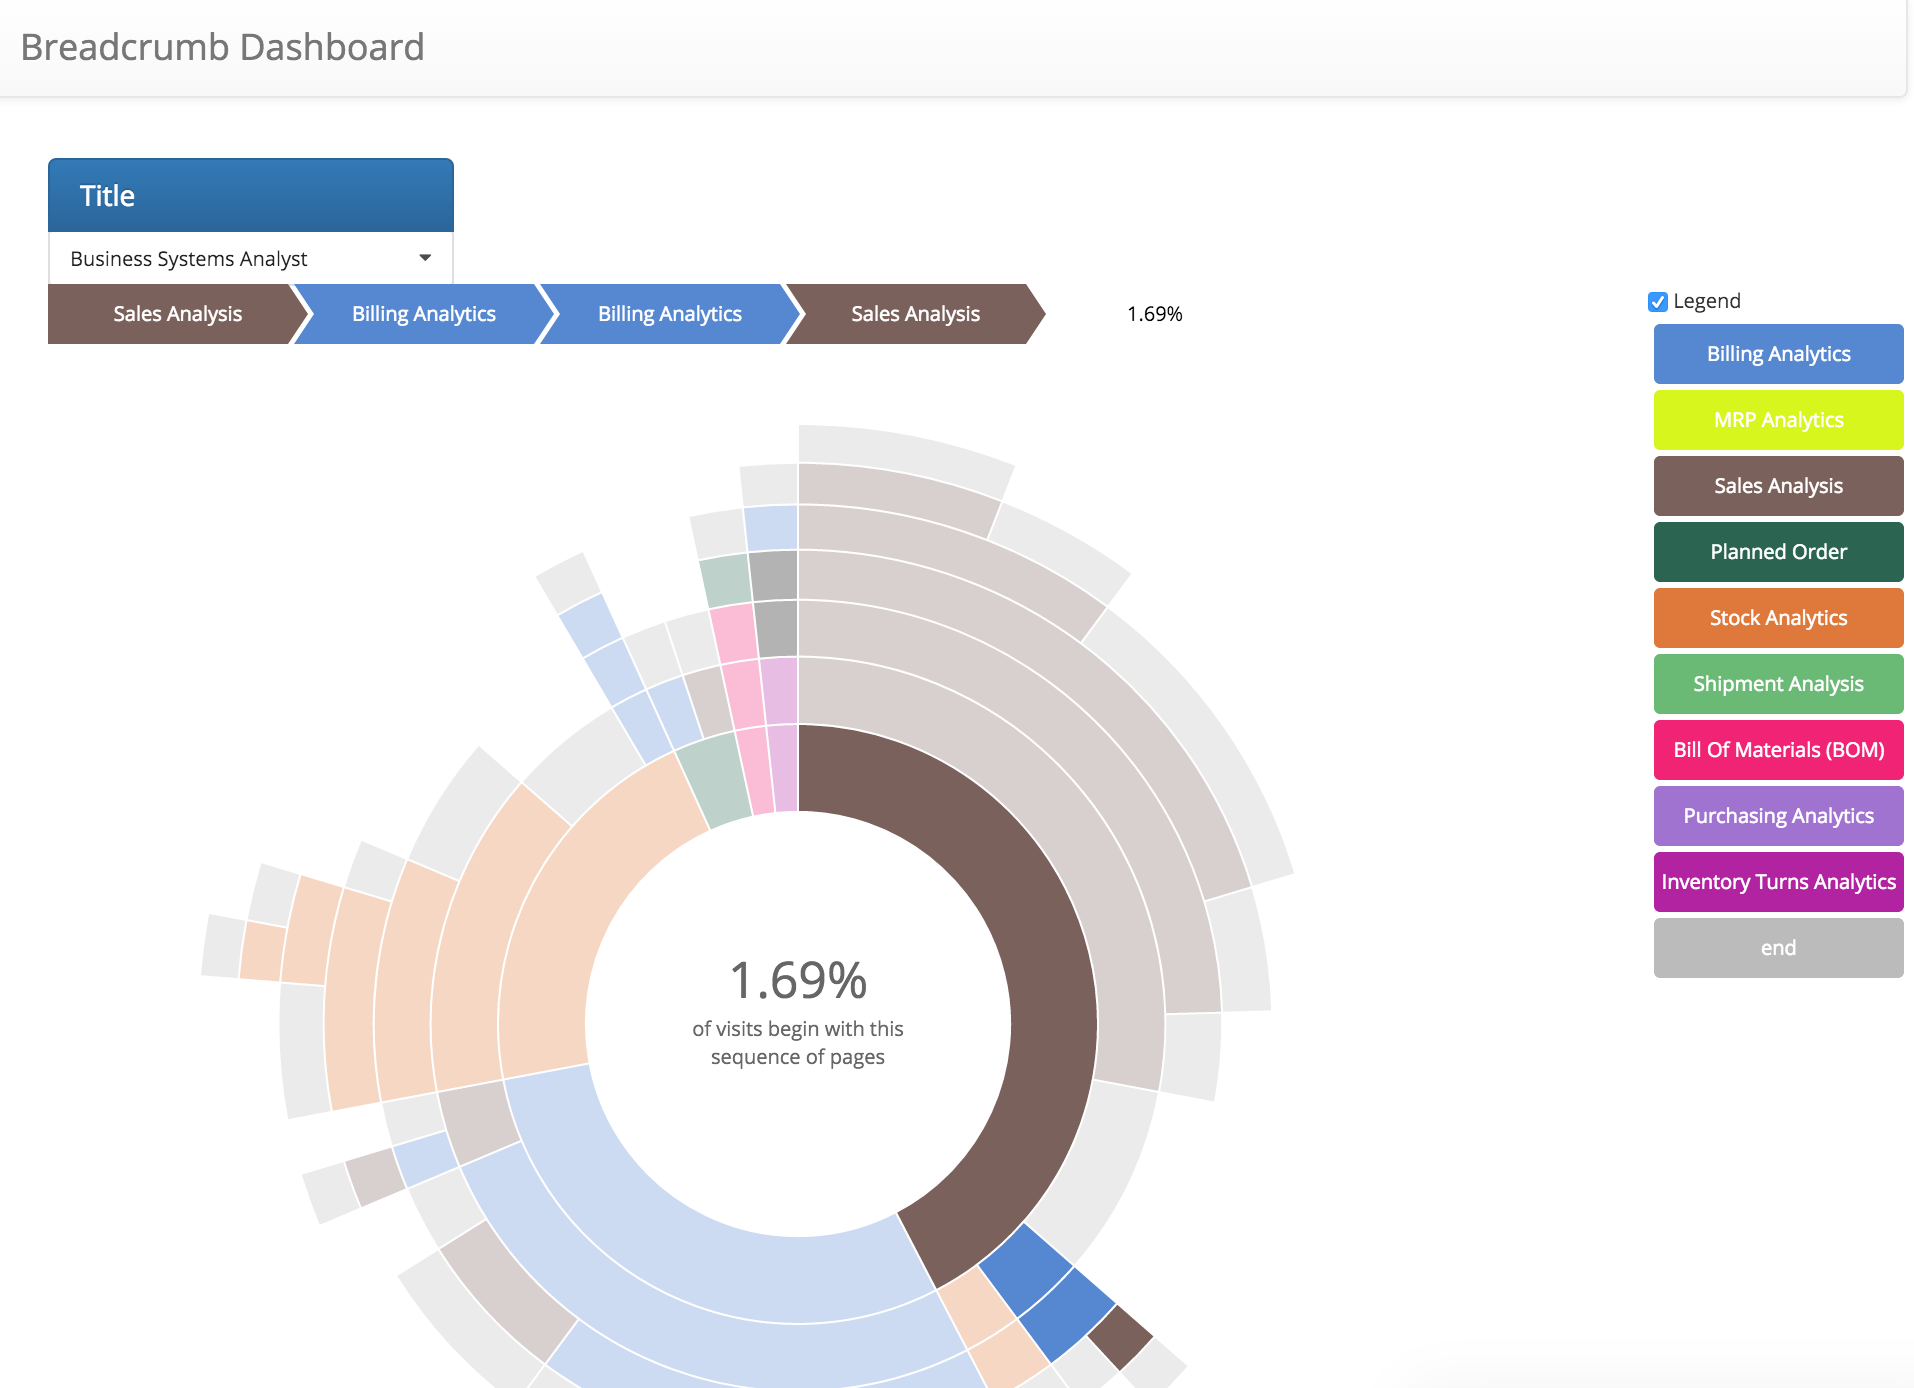 Breadcrumb Dashboard
Title
Business Systems Analyst
Sales Analysis
Billing Analytics
Billing Analytics
Sales Analysis
1.69%
Legend
Billing Analytics
MRP Analytics
Sales Analysis
Planned Order
Stock Analytics
Shipment Analysis
Bill Of Materials (BOM)
Purchasing Analytics
Inventory Turns Analytics
end
1.69%
of visits begin with this
sequence of pages